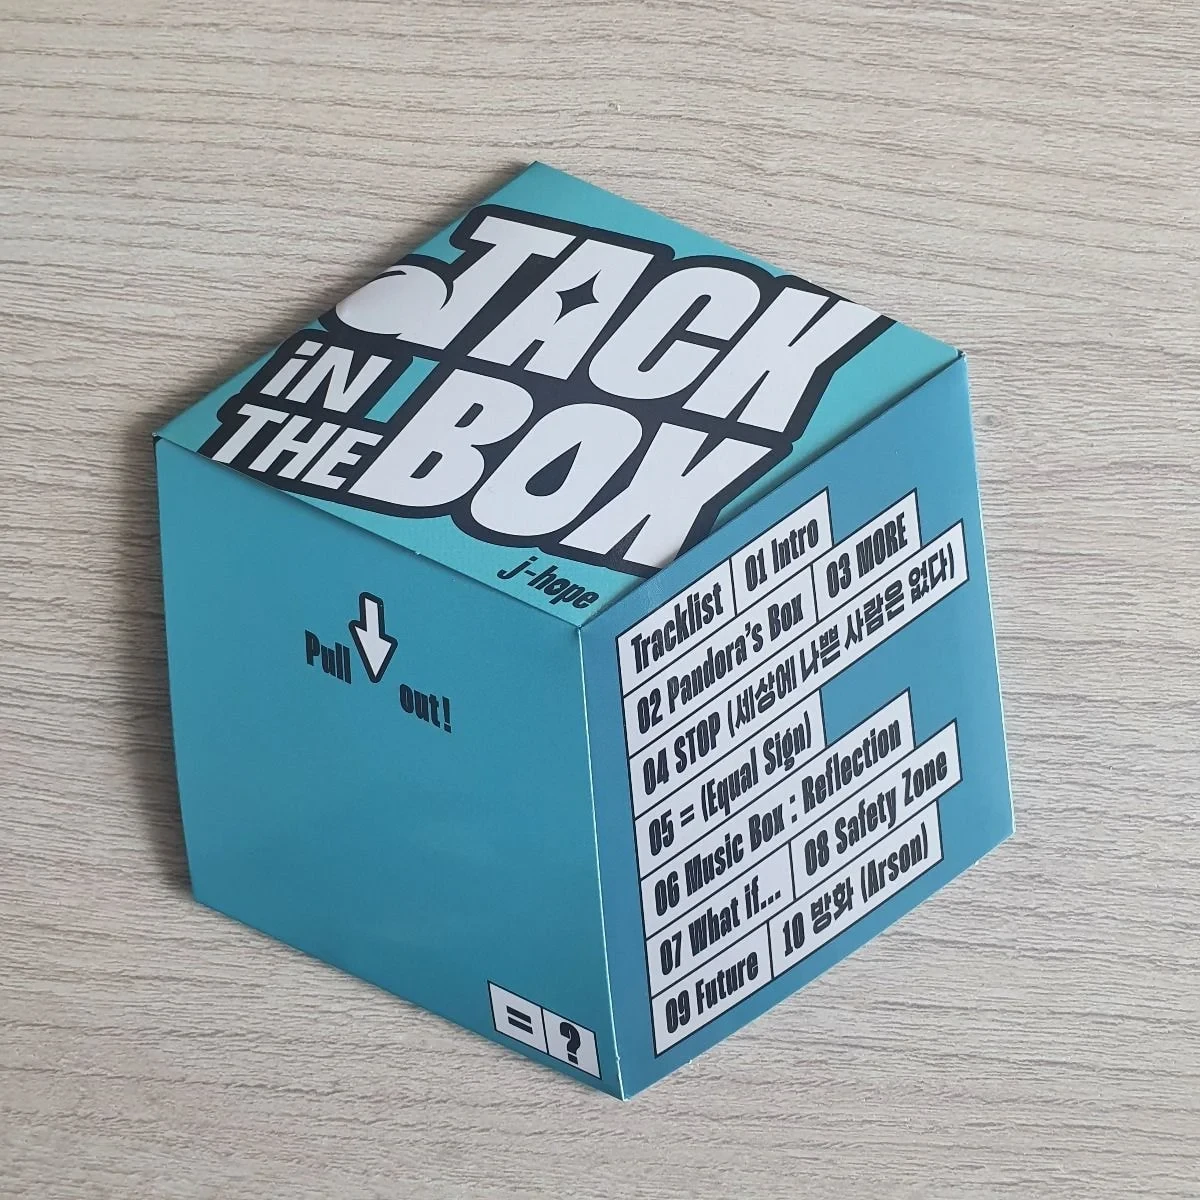 JACK
iN
THE BOX
j-hope
Pull out!
= ?
Tracklist 01 Intro
02 Pandora's Box 03 MORE
04 STOP (세상에 나쁜 사람은 없다)
05 = (Equal Sign)
06 Music Box : Reflection
07 What if... 08 Safety Zone
09 Future 10 방화 (Arson)